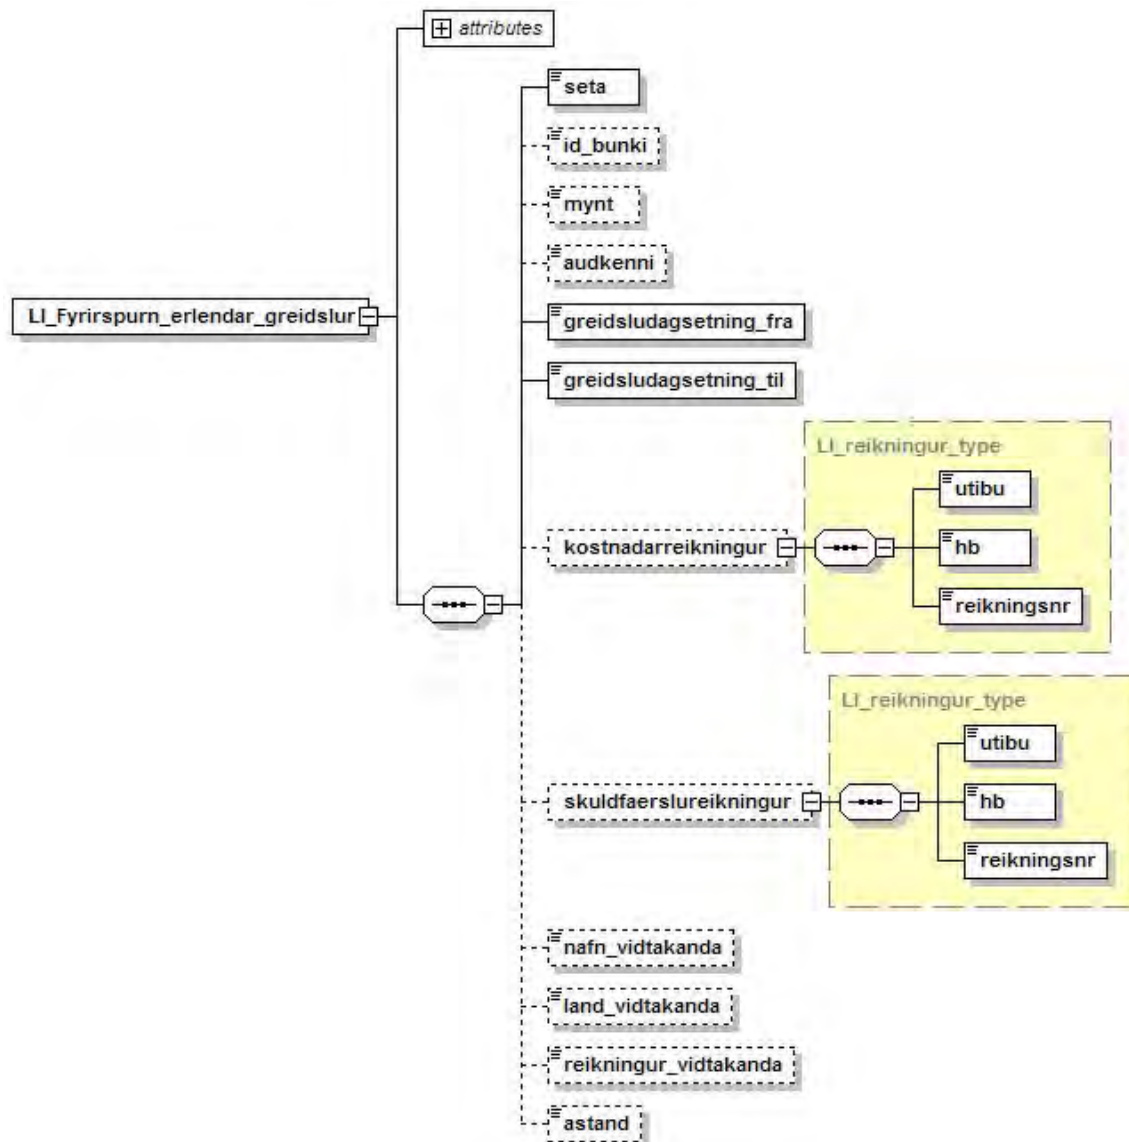 attributes
seta
id_bunki
mynt
audkenni
LI_Fyrirspurn_erlendar_greidslur
greidsludagsetning_fra
greidsludagsetning_til
LI_reikningur_type
utibu
kostnadarreikningur
hb
reikningsnr
LI_reikningur_type
utibu
skuldfaerslureikningur
hb
reikningsnr
nafn_vidtakanda
land_vidtakanda
reikningur_vidtakanda
astand